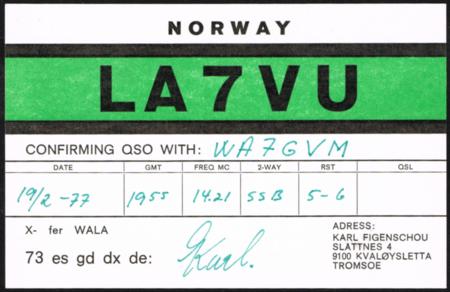 NORWAY
LA7VU
CONFIRMING QSO WITH: WA7GVM
DATE GMT FREQ MC 2-WAY RST QSL
19/2 -77 1955 14.21 SSB 5-6
X- fer WALA
73 es gd dx de: Karl.
ADRESS:
KARL FIGENSCHOU
SLATTNES 4
9100 KVALØYSLETTA
TROMSOE